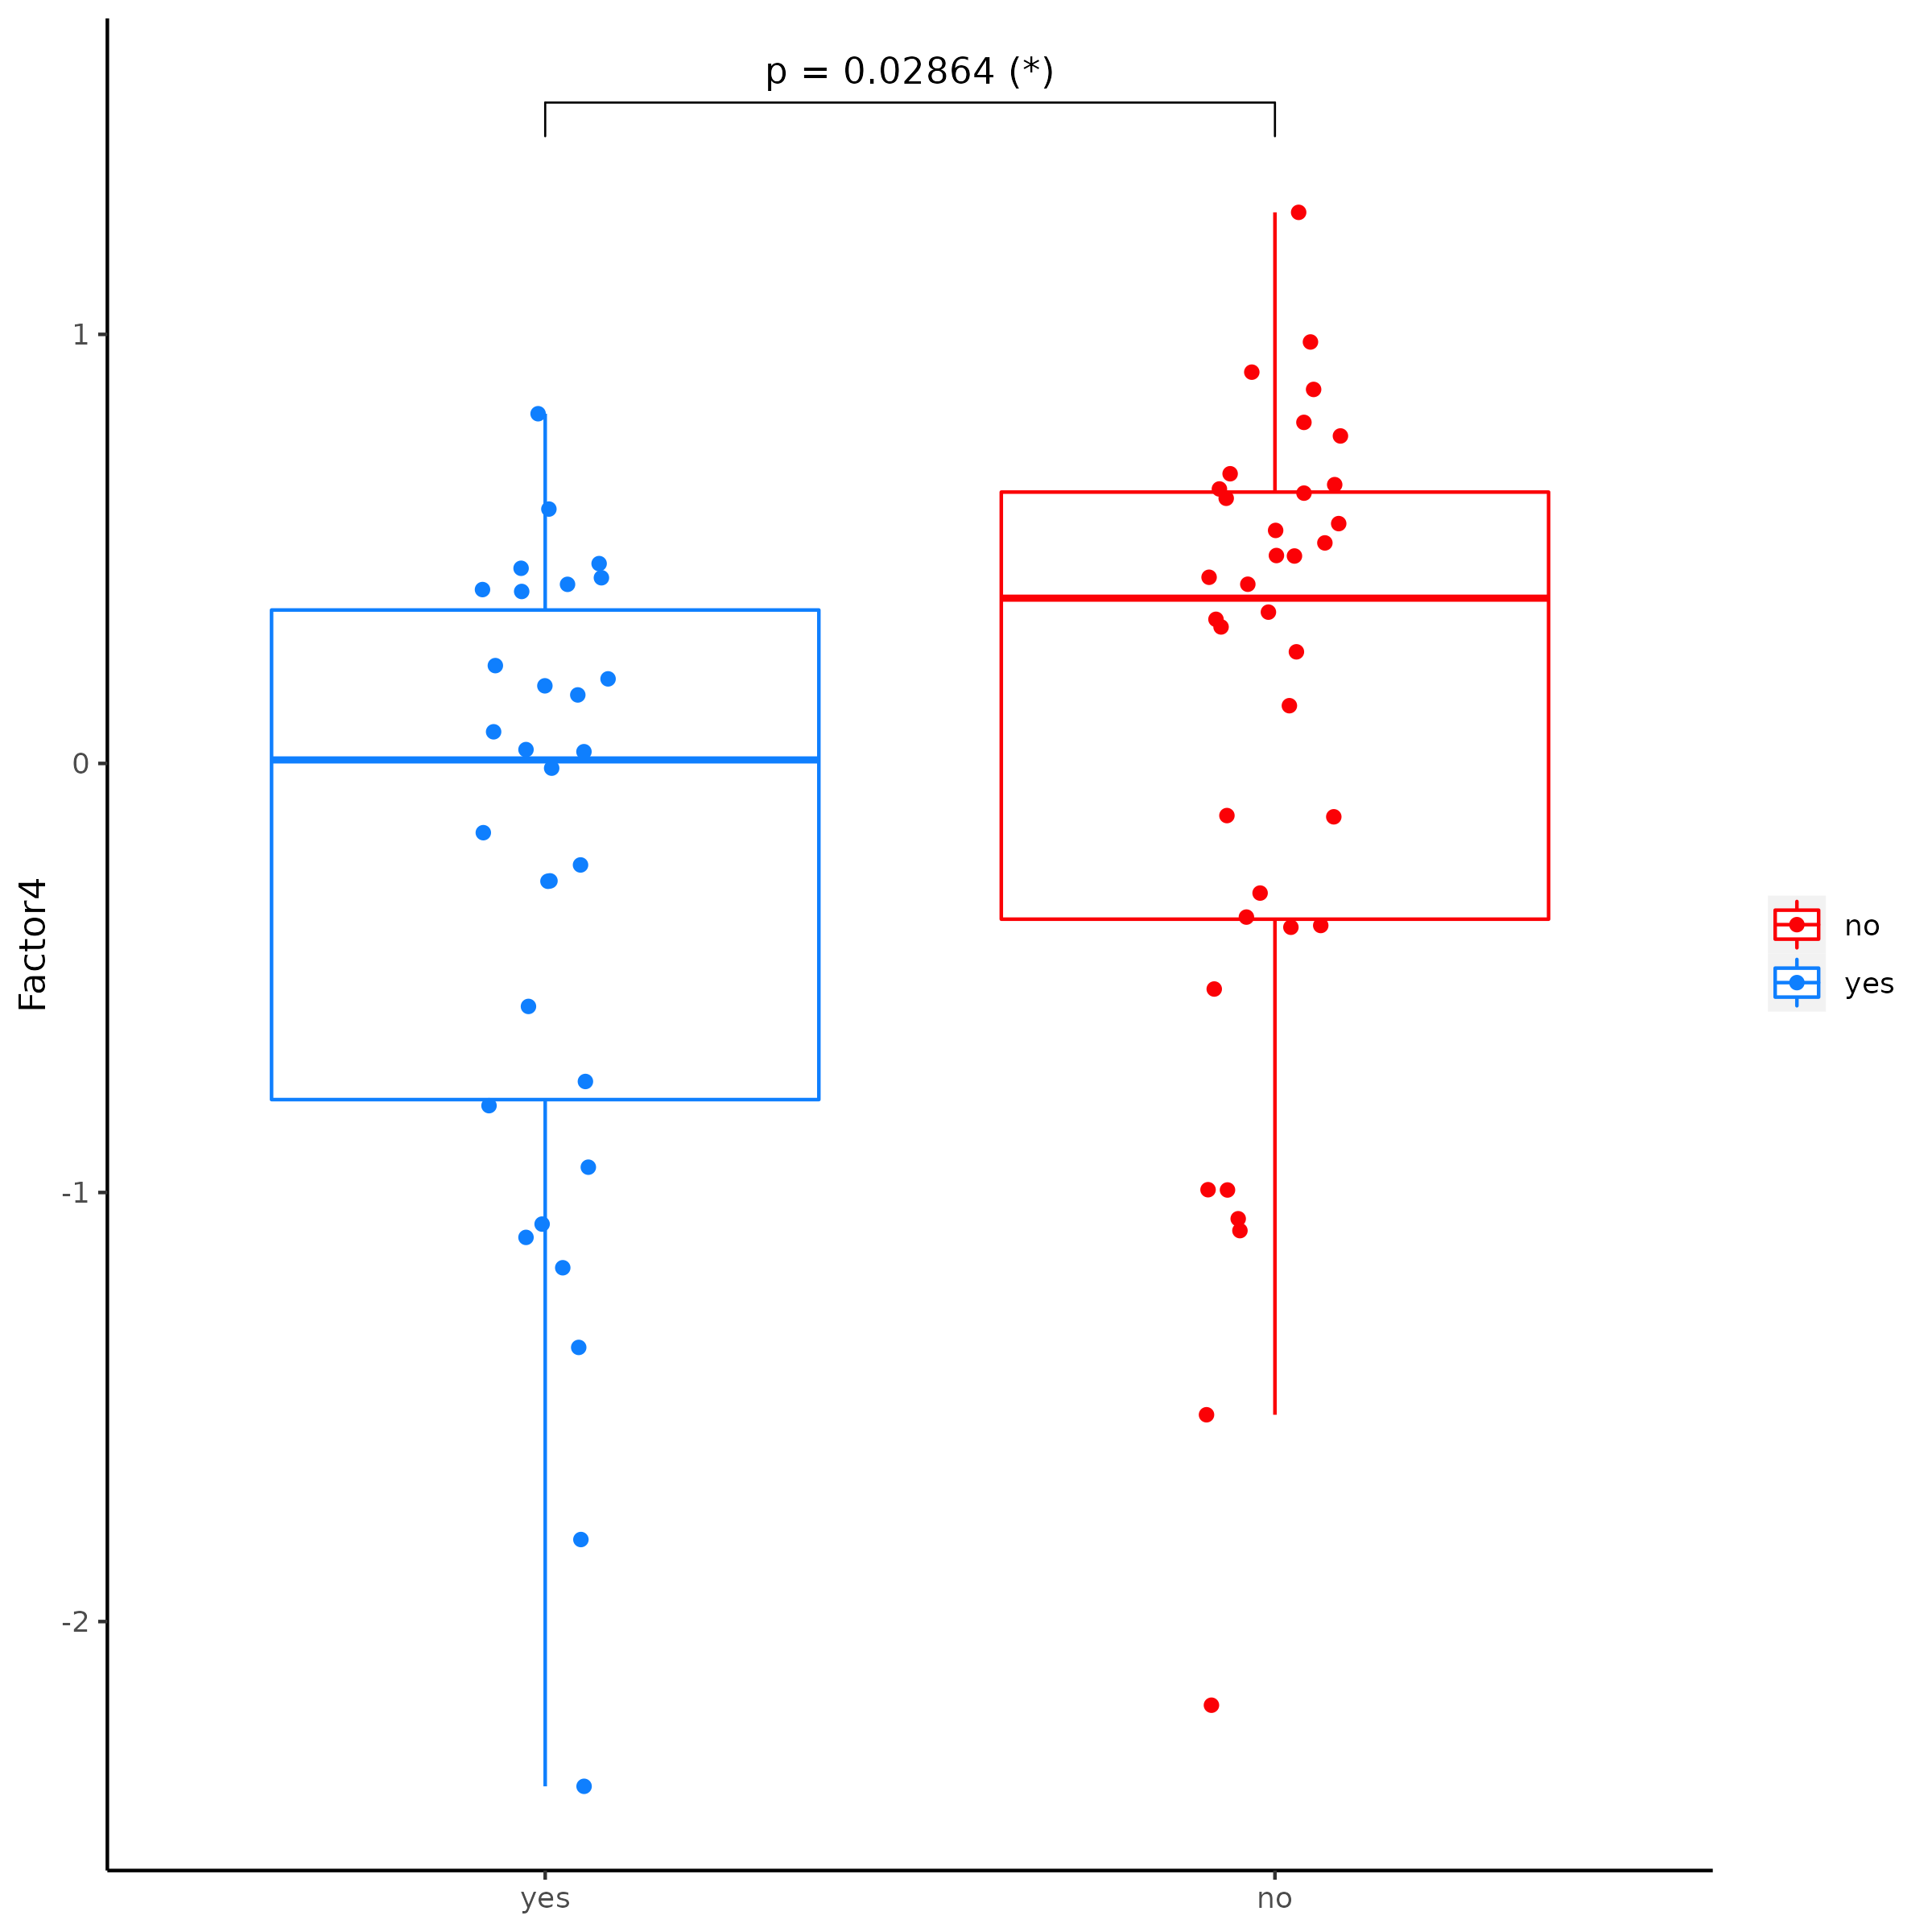 p = 0.02864 (*)
1
0
-1
-2
Factor4
yes
no
no
yes